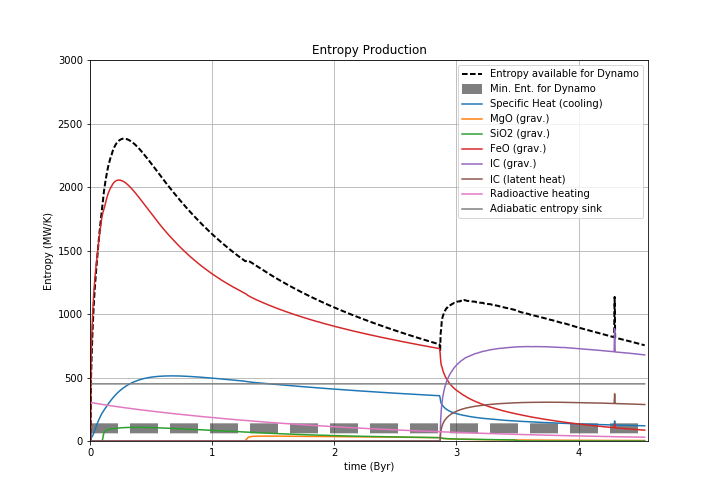 Entropy Production
3000
2500
2000
1500
1000
500
0
Entropy (MW/K)
Entropy available for Dynamo
Min. Ent. for Dynamo
Specific Heat (cooling)
MgO (grav.)
SiO2 (grav.)
FeO (grav.)
IC (grav.)
IC (latent heat)
Radioactive heating
Adiabatic entropy sink
0 1 2 3 4
time (Byr)